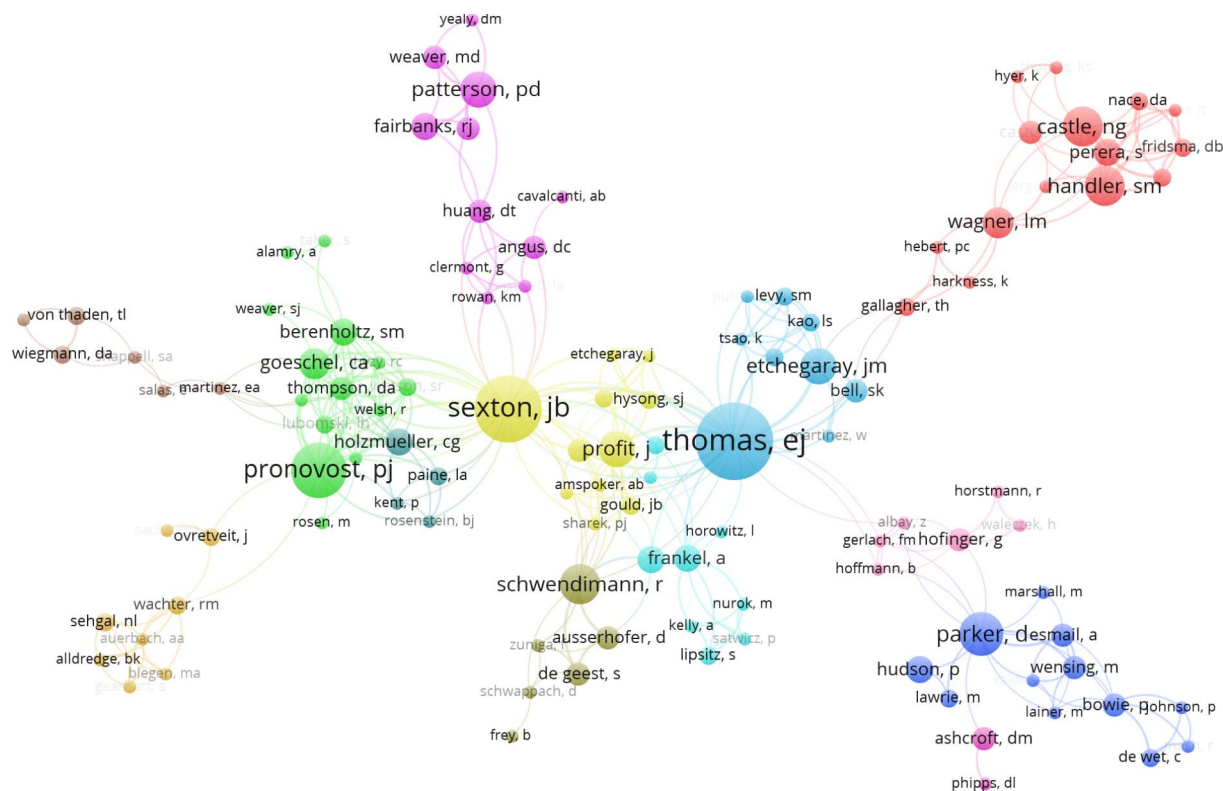 yealy, dm
weaver, md
patterson, pd
fairbanks, rj
hyer, k
nace, da
castle, ng
perera, s
fridsma, db
handler, sm
cavalcanti, ab
huang, dt
wagner, lm
angus, dc
alamry, a
hebert, pc
clermont, g
harkness, k
rowan, km
levy, sm
gallagher, th
weaver, sj
kao, ls
von thaden, tl
berenholtz, sm
tsao, k
wiegmann, da
goeschel, ca
etchegaray, j
etchegaray, jm
salas, e
martinez, ea
thompson, da
hysong, sj
bell, sk
welsh, r
sexton, jb
lubomski, lh
holzmueller, cg
thomas, ej
martinez, w
profit, j
pronovost, pj
paine, la
amspoker, ab
kent, p
gould, jb
horstmann, r
rosen, m
rosenstein, bj
sharek, pj
albay, z
waleczek, h
ovretveit, j
horowitz, l
gerlach, fm
hofinger, g
frankel, a
hoffmann, b
schwendimann, r
marshall, m
wachter, rm
nurok, m
sehgal, nl
kelly, a
satwicz, p
parker, d
esmail, a
auerbach, aa
ausserhofer, d
lipsitz, s
alldredge, bk
blegen, ma
de geest, s
hudson, p
wensing, m
schwappach, d
lawrie, m
lainer, m
bowie, p
johnson, p
frey, b
ashcroft, dm
de wet, c
phipps, dl